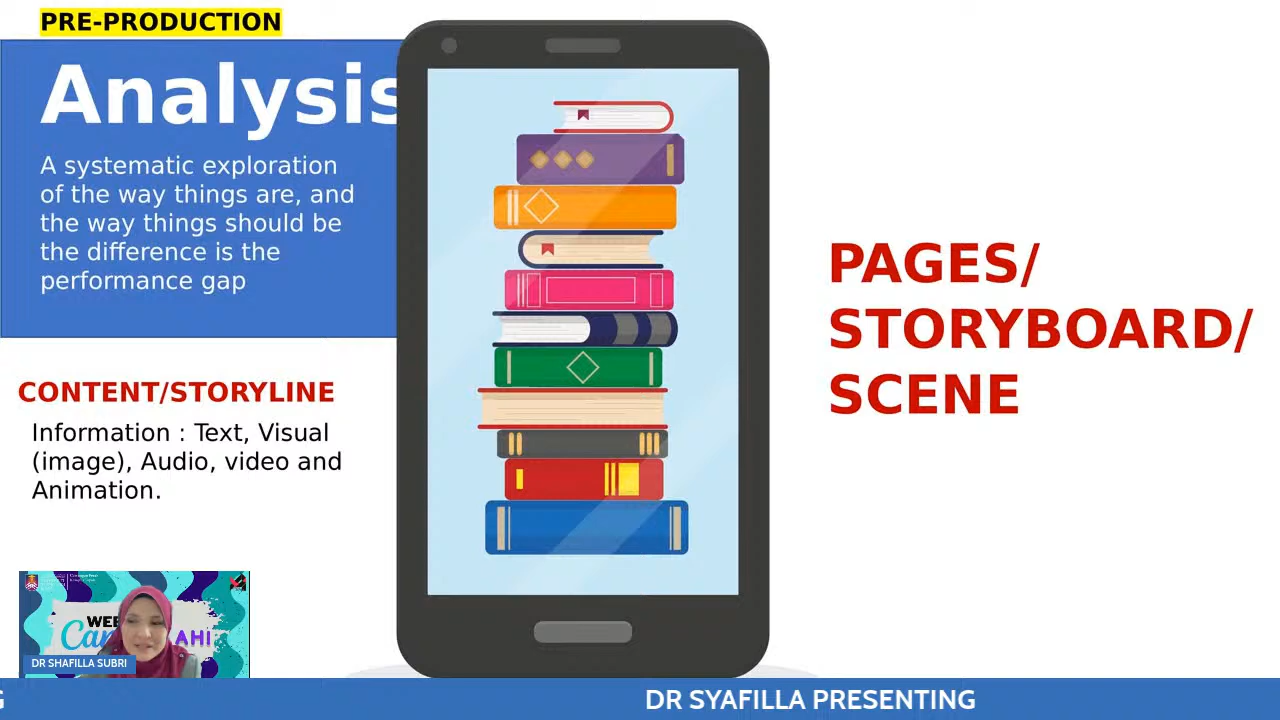 PRE-PRODUCTION
Analysis
A systematic exploration
of the way things are, and
the way things should be
the difference is the
performance gap
CONTENT/STORYLINE
Information : Text, Visual
(image), Audio, video and
Animation.
PAGES/
STORYBOARD/
SCENE
AHI
DR SHAFILLA SUBRI
G
DR SYAFILLA PRESENTING